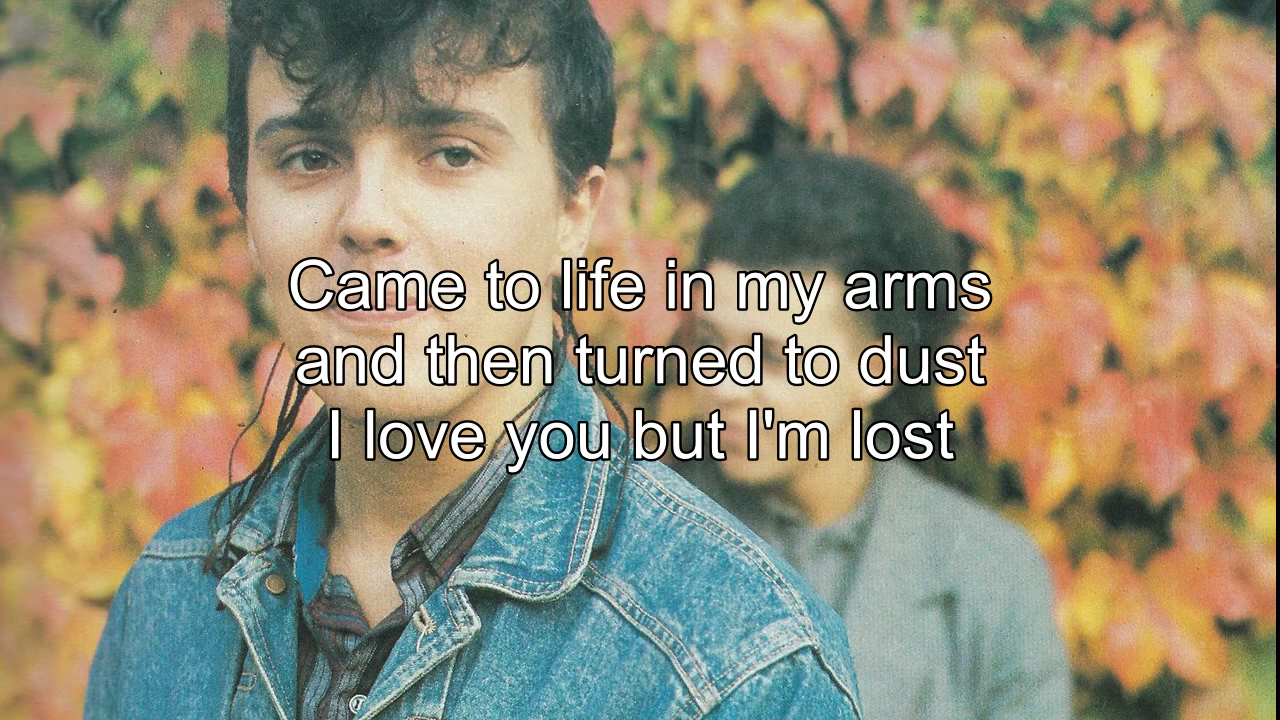 Came to life in my arms
and then turned to dust
I love you but I'm lost